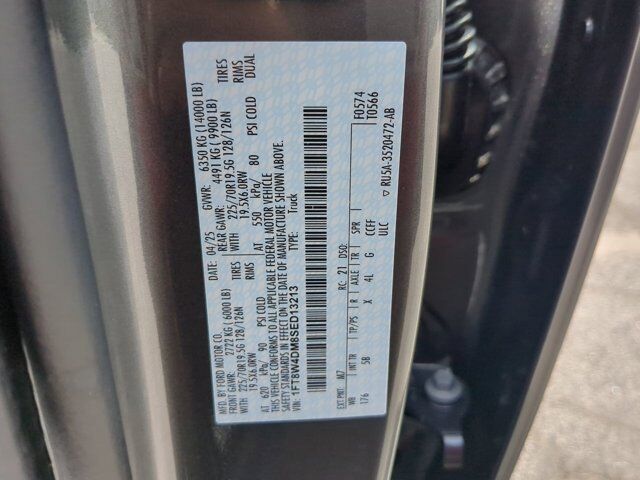 MFD. BY FORD MOTOR CO.
DATE: 04/25 GVWR: 6350 KG (14000 LB)
FRONT GAWR: 2722 KG (6000 LB) REAR GAWR: 4491 KG (9900 LB)
WITH 225/70R19.5G 128/126N WITH 225/70R19.5G 128/126N TIRES
19.5X6.0RW 19.5X6.0RW RIMS
AT 620 kPa/ 90 PSI COLD AT 550 kPa/ 80 PSI COLD DUAL
THIS VEHICLE CONFORMS TO ALL APPLICABLE FEDERAL MOTOR VEHICLE
SAFETY STANDARDS IN EFFECT ON THE DATE OF MANUFACTURE SHOWN ABOVE.
VIN: 1FT8W4DM8SED13213 TYPE: Truck
F0574
T0566
EXT PNT: M7 RC: 21 DSO:
WB INT TR TP/PS R AXLE TR SPR
176 5B X 4L G CCFF
ULC
▽ RU5A-3520472-AB